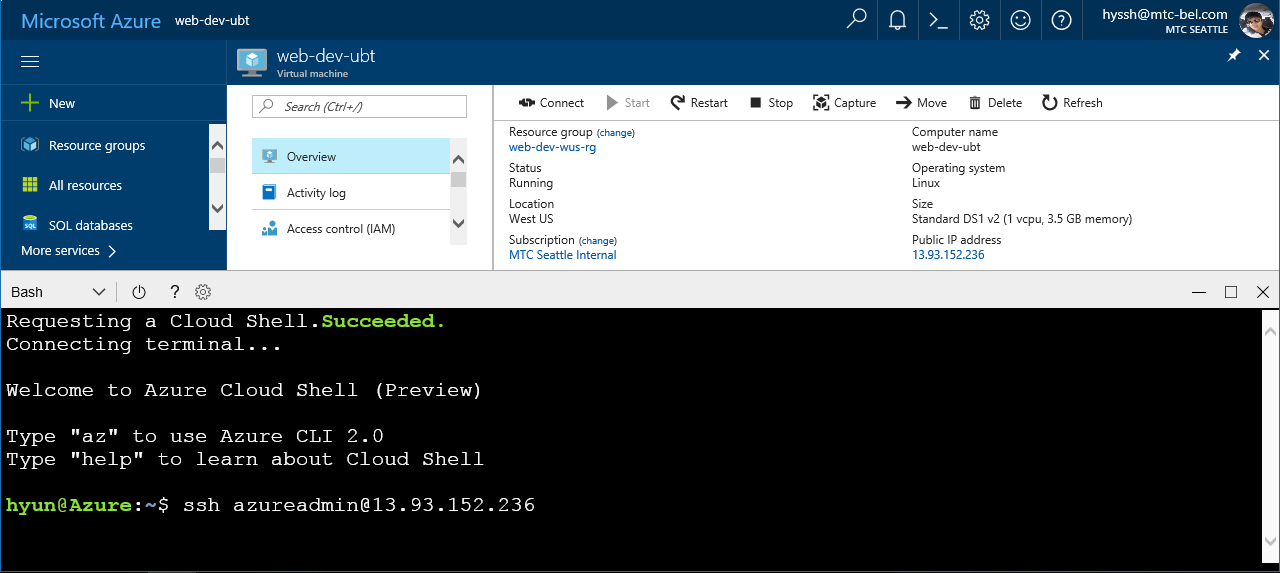 Microsoft Azure web-dev-ubt
hyssh@mtc-bel.com
MTC SEATTLE
web-dev-ubt
Virtual machine
New
Resource groups
All resources
SQL
SQL databases
More services
Search (Ctrl+/)
Overview
Activity log
Access control (IAM)
Connect Start Restart Stop Capture Move Delete Refresh
Resource group (change)
web-dev-wus-rg
Status
Running
Location
West US
Subscription (change)
MTC Seattle Internal
Computer name
web-dev-ubt
Operating system
Linux
Size
Standard DS1 v2 (1 vcpu, 3.5 GB memory)
Public IP address
13.93.152.236
Bash ?
Requesting a Cloud Shell.Succeeded.
Connecting terminal...
Welcome to Azure Cloud Shell (Preview)
Type "az" to use Azure CLI 2.0
Type "help" to learn about Cloud Shell
hyun@Azure:~$ ssh azureadmin@13.93.152.236